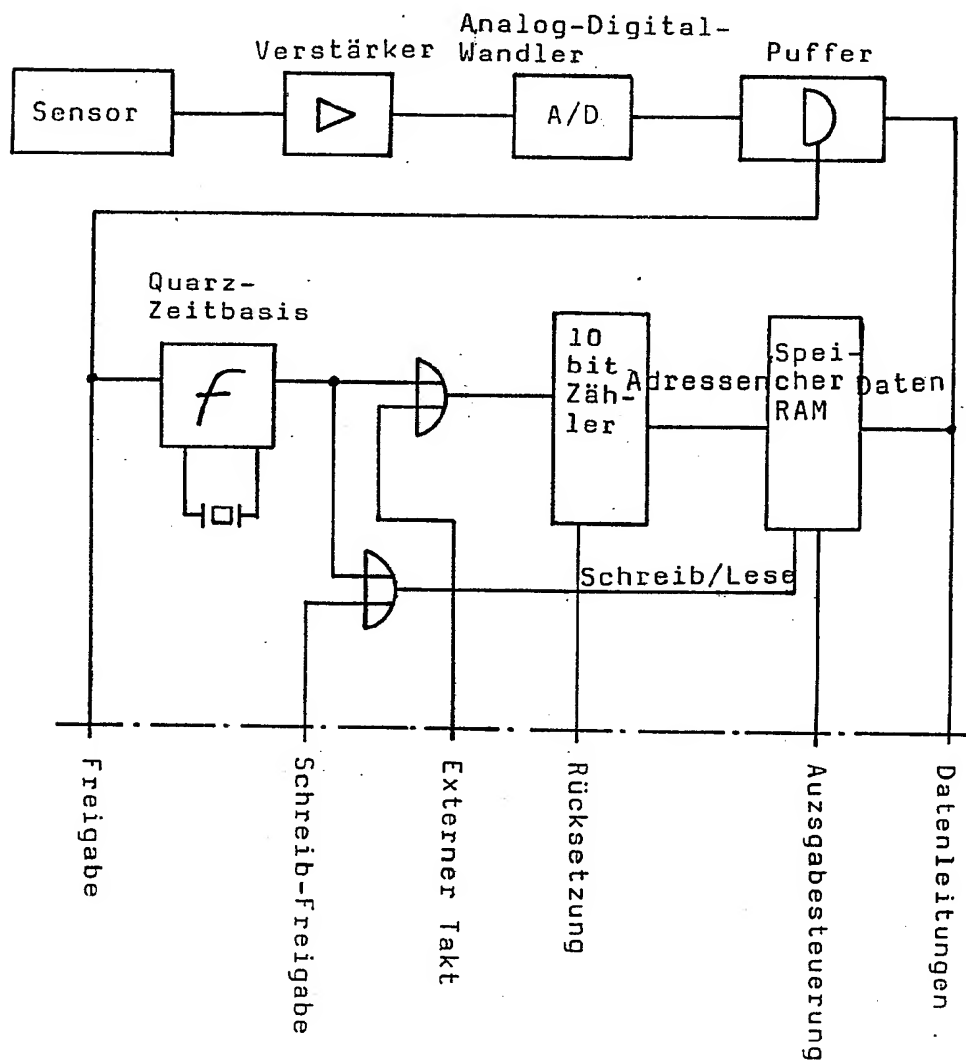 Analog-Digital-
Verstärker
Wandler
Puffer
Sensor
A/D
Quarz-
Zeitbasis
10
bit
Zäh-
ler
Adressen
Spei-
cher
RAM
Daten
Schreib/Lese
Freigabe
Schreib-Freigabe
Externer Takt
Rücksetzung
Auzsgabesteuerung
Datenleitungen